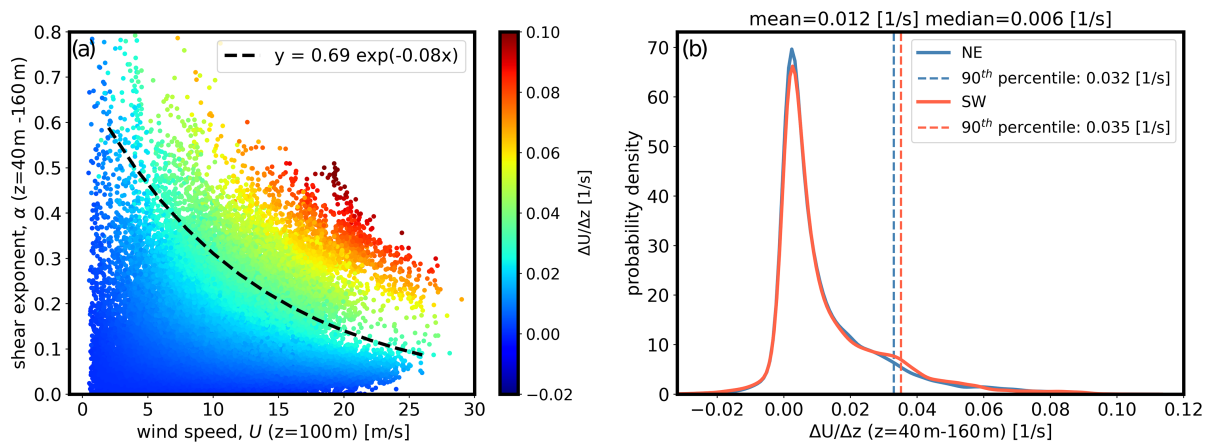 (a)
y = 0.69 exp(-0.08x)
shear exponent, α (z=40 m -160 m)
0.8
0.7
0.6
0.5
0.4
0.3
0.2
0.1
0.0
0 5 10 15 20 25 30
wind speed, U (z=100 m) [m/s]
0.10
0.08
0.06
0.04
0.02
0.00
−0.02
ΔU/Δz [1/s]
mean=0.012 [1/s] median=0.006 [1/s]
(b)
NE
90th percentile: 0.032 [1/s]
SW
90th percentile: 0.035 [1/s]
probability density
70
60
50
40
30
20
10
0
−0.02 0.00 0.02 0.04 0.06 0.08 0.10 0.12
ΔU/Δz (z=40 m-160 m) [1/s]